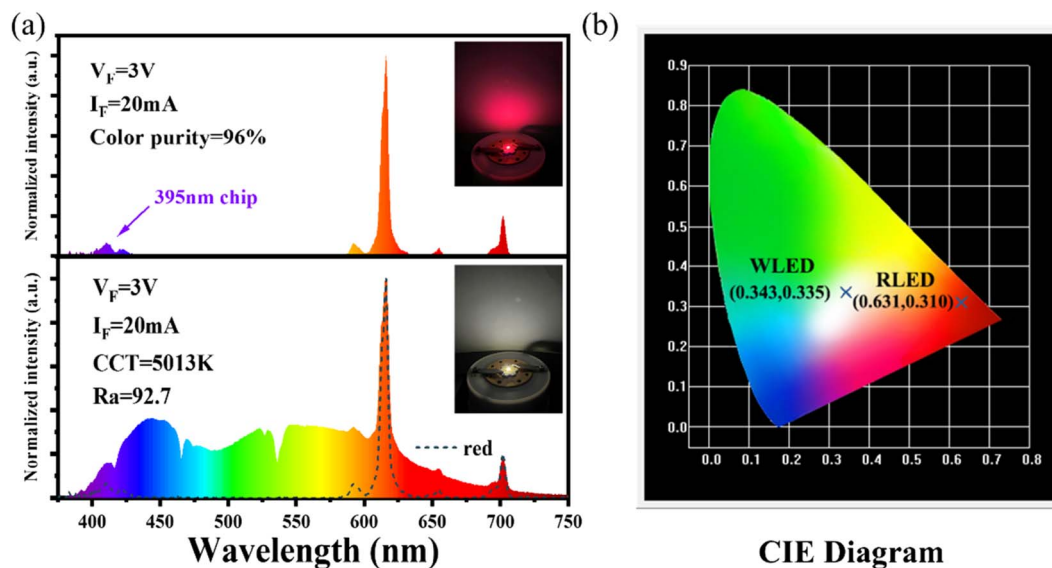 (a)
Normalized intensity (a.u.)
V_F=3V
I_F=20mA
Color purity=96%
395nm chip
Normalized intensity (a.u.)
V_F=3V
I_F=20mA
CCT=5013K
Ra=92.7
red
400 450 500 550 600 650 700 750
Wavelength (nm)
(b)
0.9
0.8
0.7
0.6
0.5
0.4
0.3
0.2
0.1
0.0
WLED
(0.343,0.335)
RLED
(0.631,0.310)
0.0 0.1 0.2 0.3 0.4 0.5 0.6 0.7 0.8
CIE Diagram